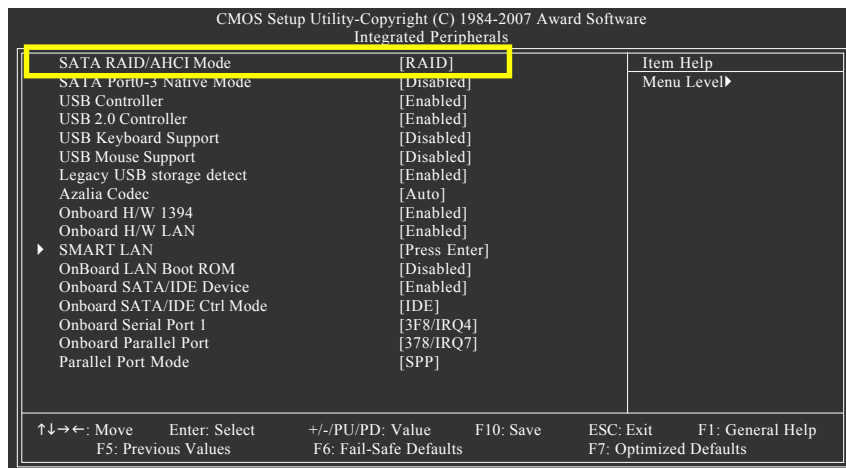 CMOS Setup Utility-Copyright (C) 1984-2007 Award Software
Integrated Peripherals
SATA RAID/AHCI Mode [RAID] Item Help
SATA Port0-3 Native Mode [Disabled] Menu Level▶
USB Controller [Enabled]
USB 2.0 Controller [Enabled]
USB Keyboard Support [Disabled]
USB Mouse Support [Disabled]
Legacy USB storage detect [Enabled]
Azalia Codec [Auto]
Onboard H/W 1394 [Enabled]
Onboard H/W LAN [Enabled]
▶ SMART LAN [Press Enter]
OnBoard LAN Boot ROM [Disabled]
Onboard SATA/IDE Device [Enabled]
Onboard SATA/IDE Ctrl Mode [IDE]
Onboard Serial Port 1 [3F8/IRQ4]
Onboard Parallel Port [378/IRQ7]
Parallel Port Mode [SPP]
↑↓→←: Move Enter: Select +/-/PU/PD: Value F10: Save ESC: Exit F1: General Help
F5: Previous Values F6: Fail-Safe Defaults F7: Optimized Defaults